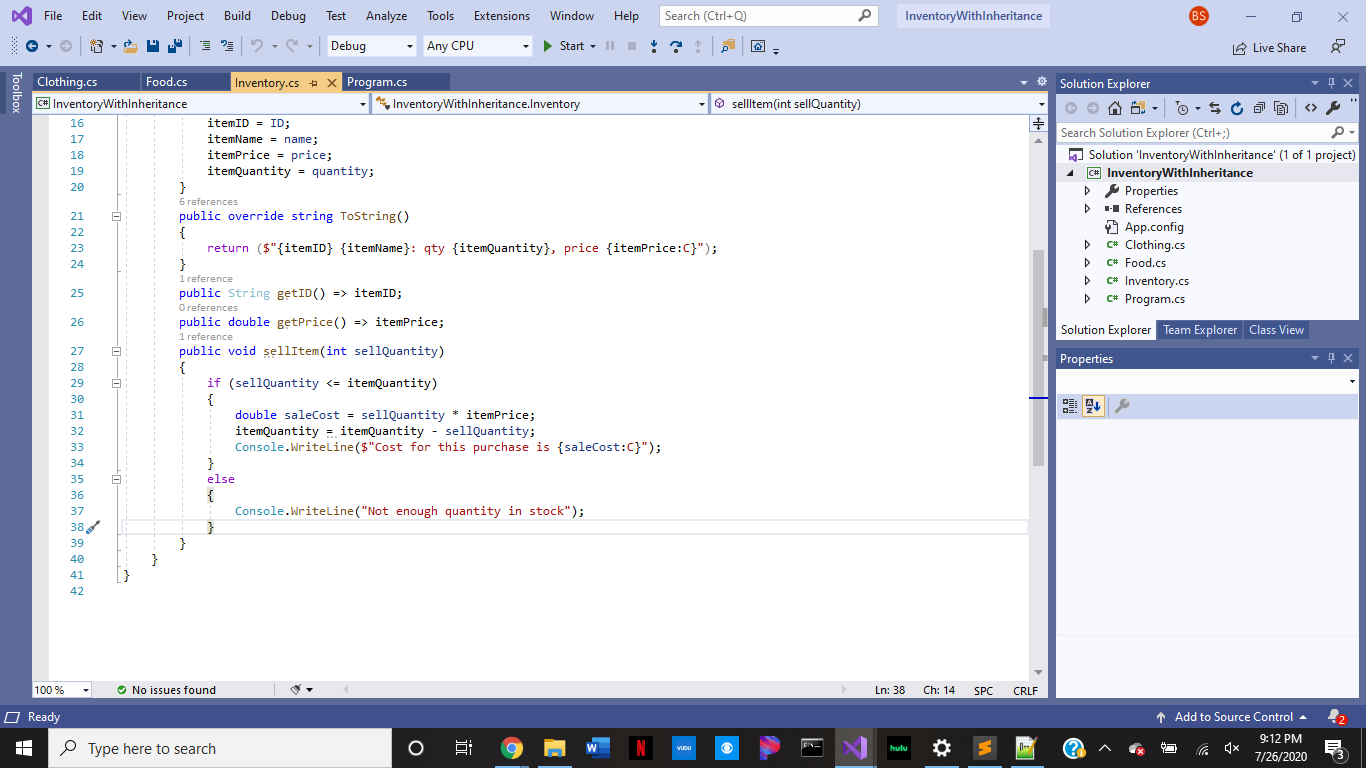 File Edit View Project Build Debug Test Analyze Tools Extensions Window Help Search (Ctrl+Q) InventoryWithInheritance BS
Debug Any CPU Start Live Share
Toolbox
Clothing.cs Food.cs Inventory.cs Program.cs
InventoryWithInheritance InventoryWithInheritance.Inventory sellItem(int sellQuantity)
16 itemID = ID;
17 itemName = name;
18 itemPrice = price;
19 itemQuantity = quantity;
20 }
6 references
21 public override string ToString()
22 {
23 return ($"{itemID} {itemName}: qty {itemQuantity}, price {itemPrice:C}");
24 }
1 reference
25 public String getID() => itemID;
0 references
26 public double getPrice() => itemPrice;
1 reference
27 public void sellItem(int sellQuantity)
28 {
29 if (sellQuantity <= itemQuantity)
30 {
31 double saleCost = sellQuantity * itemPrice;
32 itemQuantity = itemQuantity - sellQuantity;
33 Console.WriteLine($"Cost for this purchase is {saleCost:C}");
34 }
35 else
36 {
37 Console.WriteLine("Not enough quantity in stock");
38 }
39 }
40 }
41 }
42
100 % No issues found Ln: 38 Ch: 14 SPC CRLF
Solution Explorer
Search Solution Explorer (Ctrl+;)
Solution 'InventoryWithInheritance' (1 of 1 project)
C# InventoryWithInheritance
Properties
References
App.config
C# Clothing.cs
C# Food.cs
C# Inventory.cs
C# Program.cs
Solution Explorer Team Explorer Class View
Properties
Ready Add to Source Control 2
Type here to search VUDU hulu 9:12 PM
7/26/2020 3